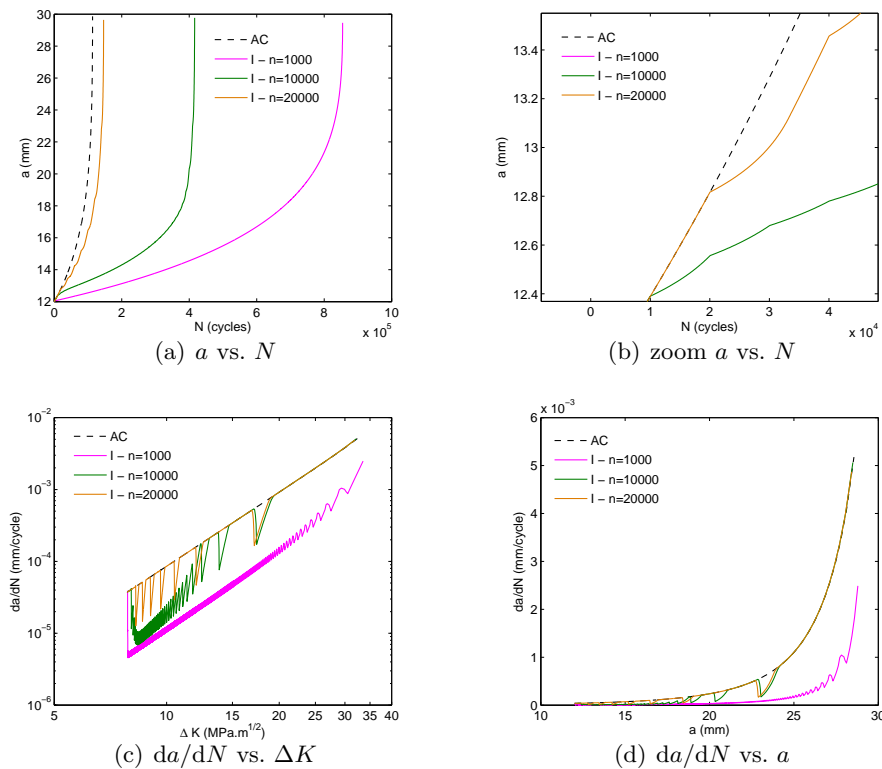 30
28
26
24
22
20
18
16
14
12
a (mm)
AC
I − n=1000
I − n=10000
I − n=20000
0 2 4 6 8 10
N (cycles)
x 10^5
(a) a vs. N
13.4
13.2
13
12.8
12.6
12.4
a (mm)
AC
I − n=1000
I − n=10000
I − n=20000
0 1 2 3 4
N (cycles)
x 10^4
(b) zoom a vs. N
10^−2
10^−3
10^−4
10^−5
10^−6
da/dN (mm/cycle)
AC
I − n=1000
I − n=10000
I − n=20000
5 10 15 20 25 30 35 40
Δ K (MPa.m^1/2)
(c) da/dN vs. ΔK
x 10^−3
6
5
4
3
2
1
0
da/dN (mm/cycle)
AC
I − n=1000
I − n=10000
I − n=20000
10 15 20 25 30
a (mm)
(d) da/dN vs. a